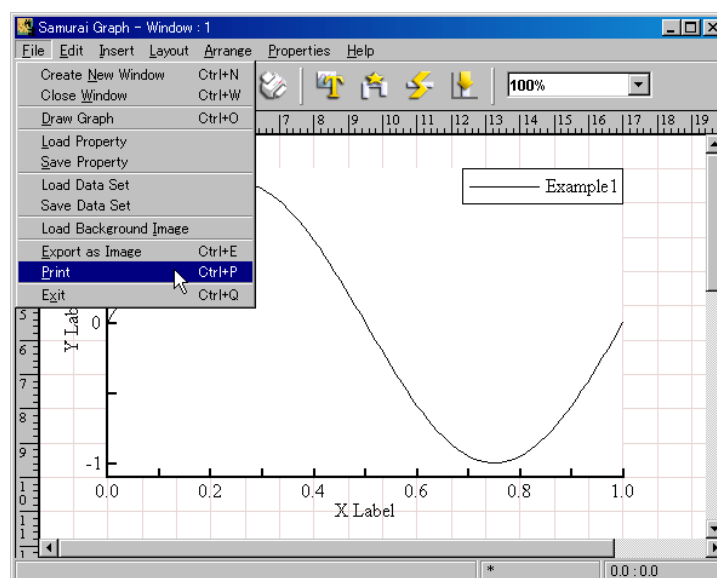 Samurai Graph - Window : 1
File Edit Insert Layout Arrange Properties Help
Create New Window Ctrl+N
Close Window Ctrl+W
Draw Graph Ctrl+O
Load Property
Save Property
Load Data Set
Save Data Set
Load Background Image
Export as Image Ctrl+E
Print Ctrl+P
Exit Ctrl+Q
100%
7 8 9 10 11 12 13 14 15 16 17 18 19
Example1
5
6
7
8
9
10
11
0
-1
0.0 0.2 0.4 0.6 0.8 1.0
X Label
* 0.0 : 0.0